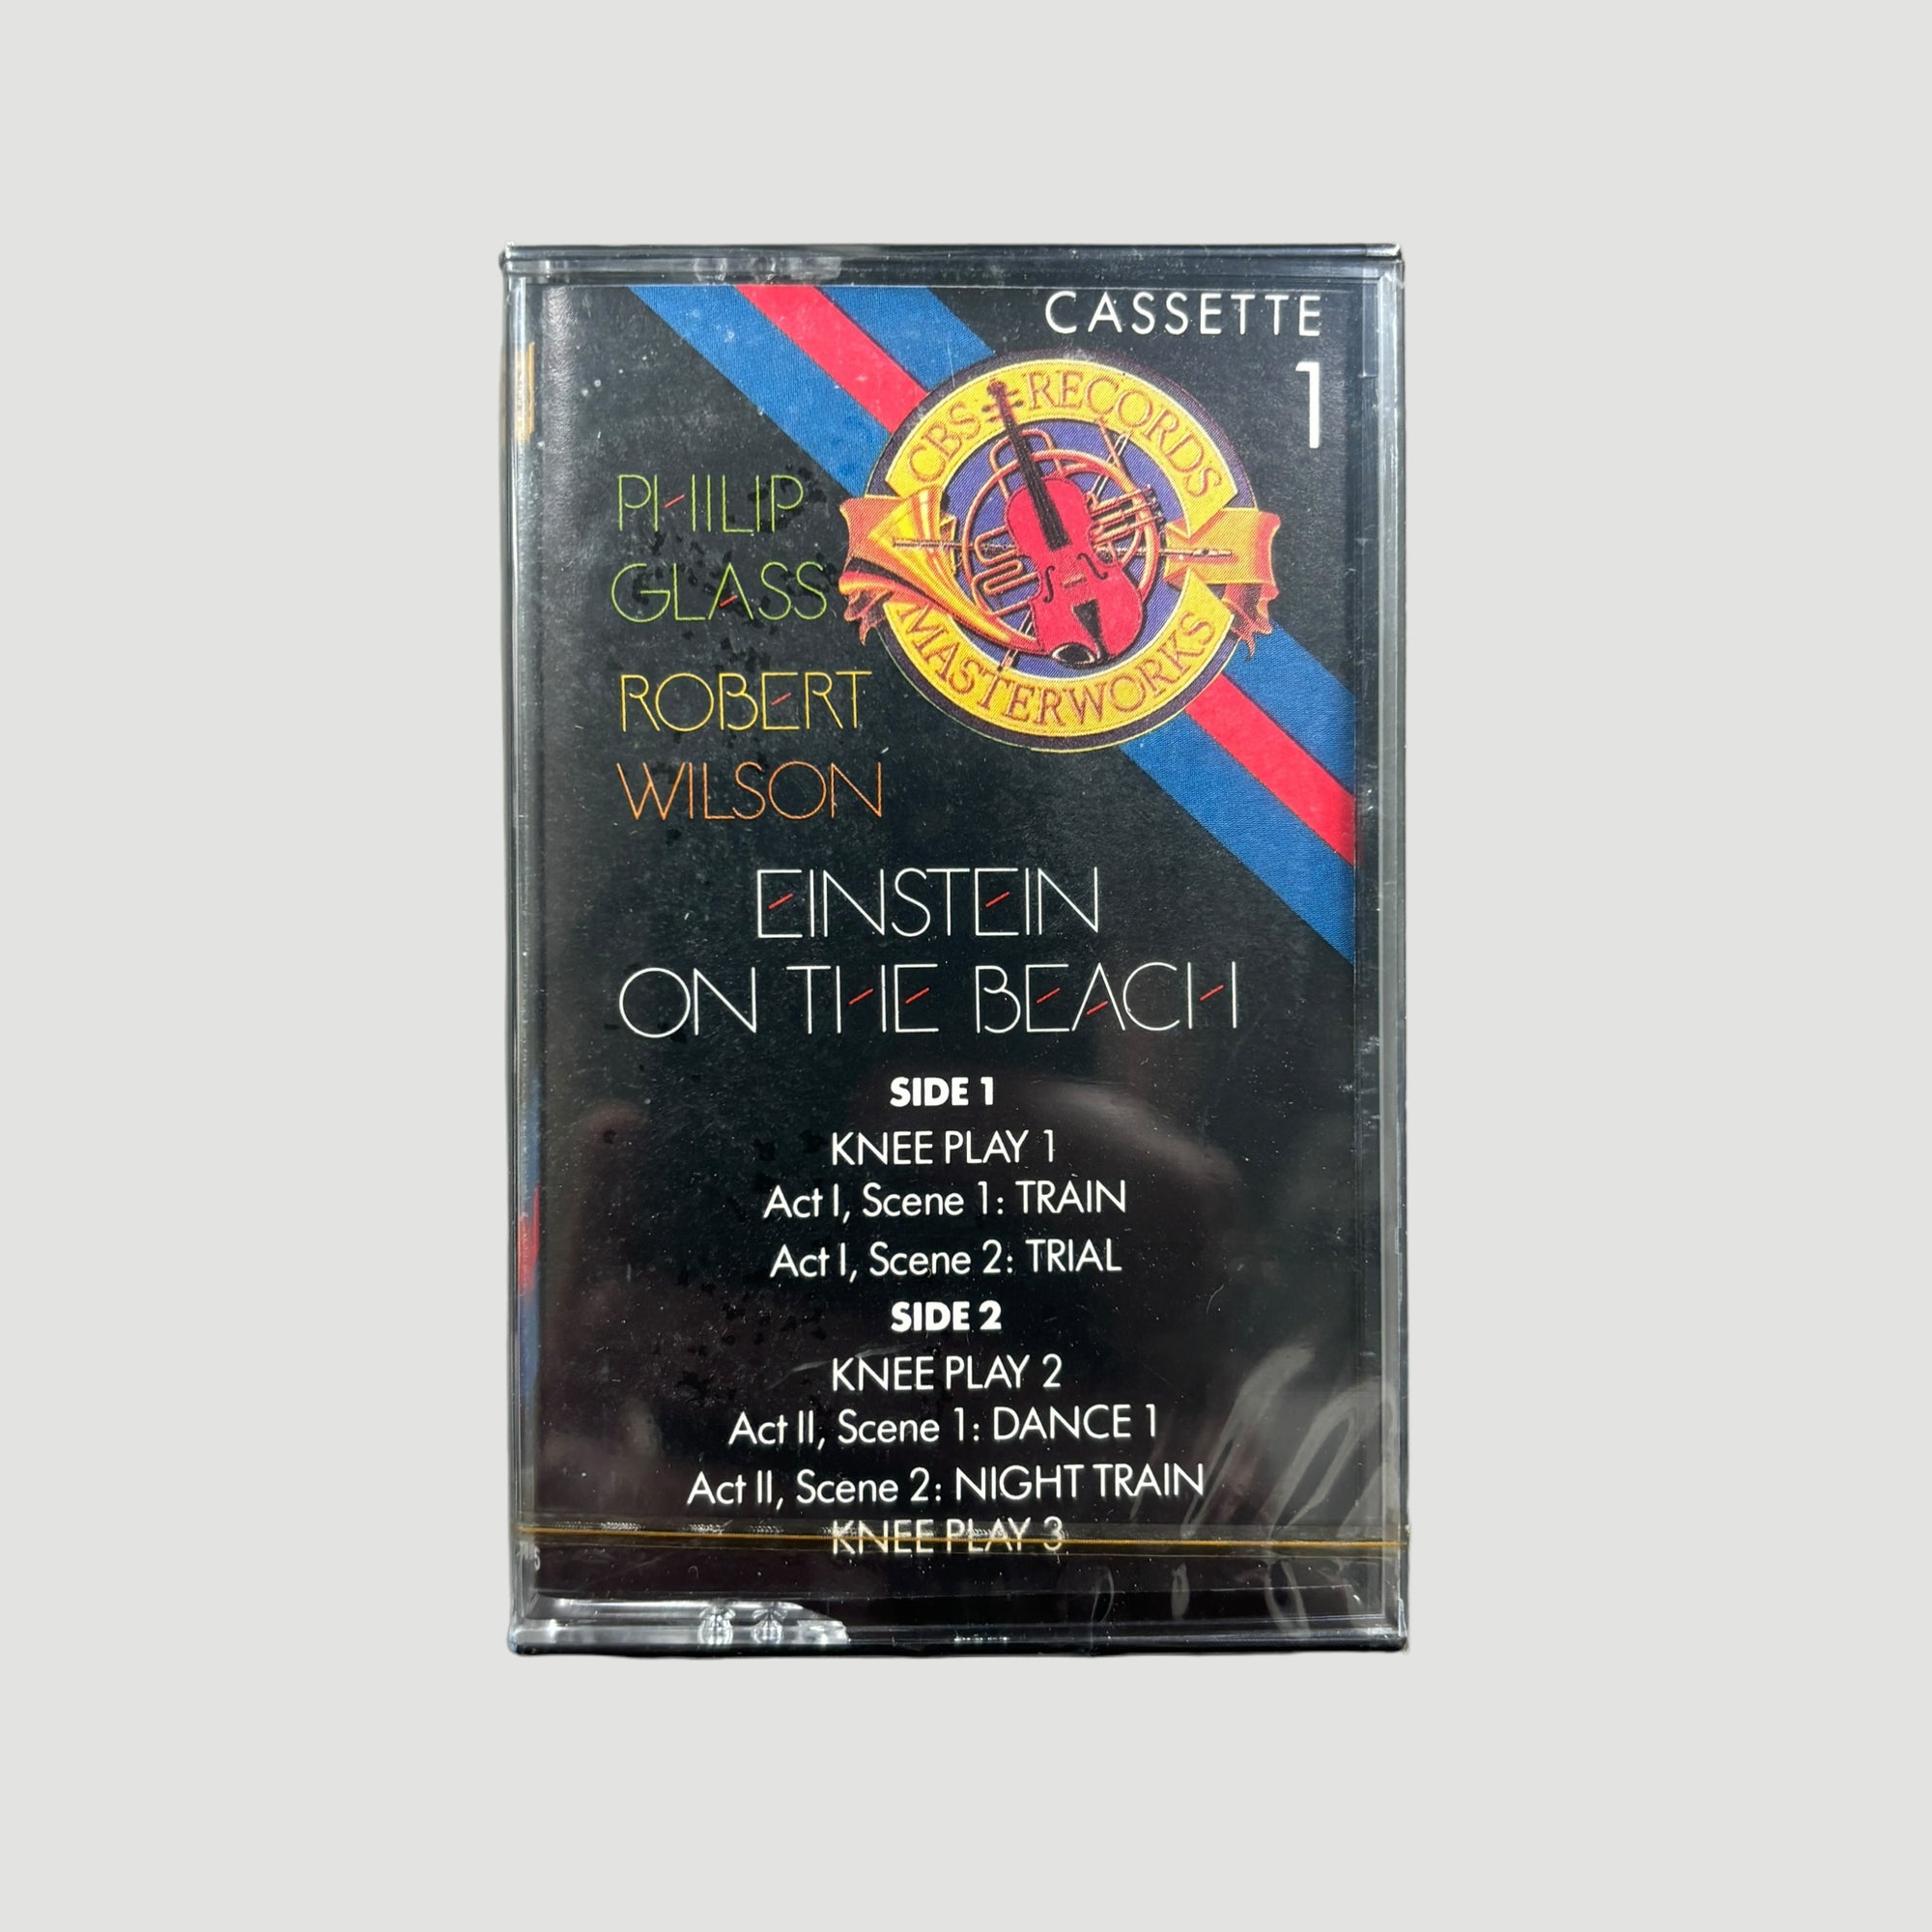 CASSETTE
1
CBS RECORDS
MASTERWORKS
PHILIP
GLASS
ROBERT
WILSON
EINSTEIN
ON THE BEACH
SIDE 1
KNEE PLAY 1
Act I, Scene 1: TRAIN
Act I, Scene 2: TRIAL
SIDE 2
KNEE PLAY 2
Act II, Scene 1: DANCE 1
Act II, Scene 2: NIGHT TRAIN
KNEE PLAY 3